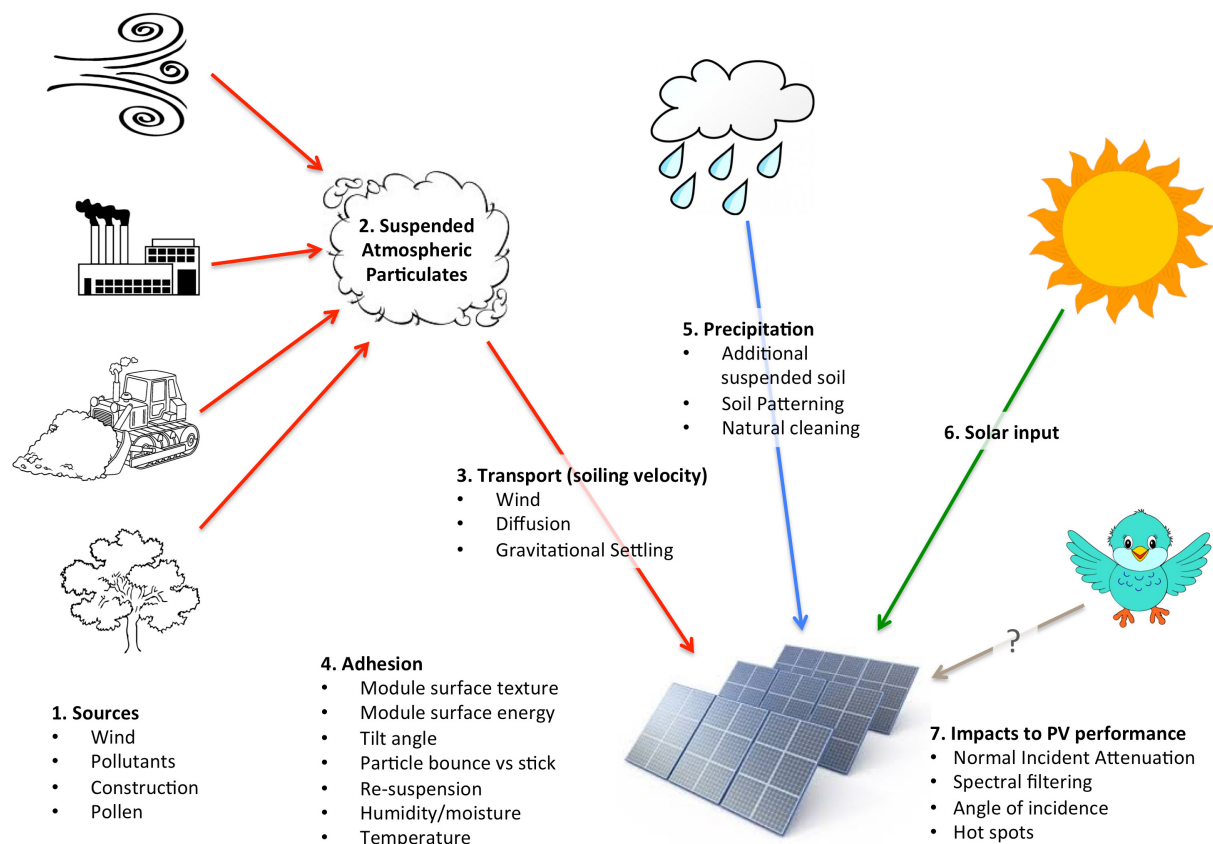 2. Suspended
Atmospheric
Particulates
5. Precipitation
• Additional
suspended soil
• Soil Patterning
• Natural cleaning
6. Solar input
3. Transport (soiling velocity)
• Wind
• Diffusion
• Gravitational Settling
?
4. Adhesion
• Module surface texture
• Module surface energy
• Tilt angle
• Particle bounce vs stick
• Re-suspension
• Humidity/moisture
• Temperature
1. Sources
• Wind
• Pollutants
• Construction
• Pollen
7. Impacts to PV performance
• Normal Incident Attenuation
• Spectral filtering
• Angle of incidence
• Hot spots